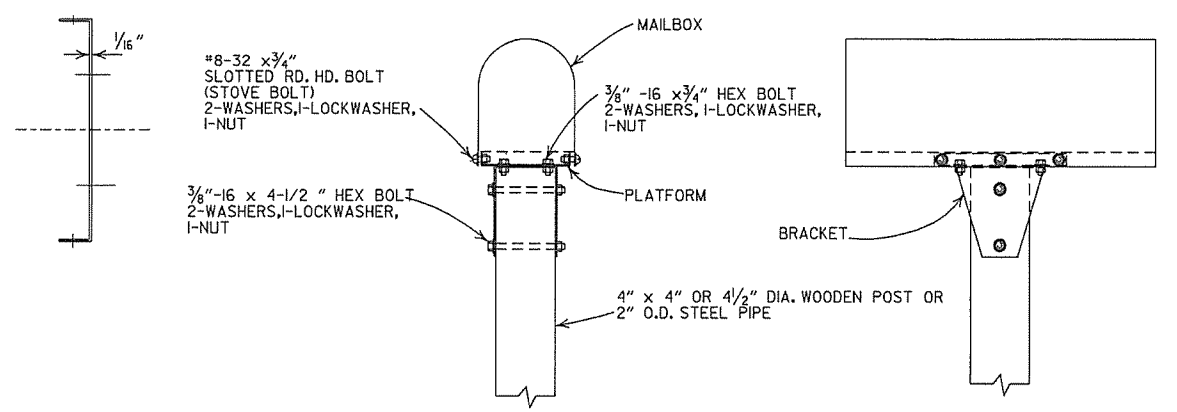 1/16"
#8-32 x3/4"
SLOTTED RD. HD. BOLT
(STOVE BOLT)
2-WASHERS,1-LOCKWASHER,
1-NUT
MAILBOX
3/8" -16 x3/4" HEX BOLT
2-WASHERS, 1-LOCKWASHER,
1-NUT
PLATFORM
3/8"-16 x 4-1/2 " HEX BOLT
2-WASHERS,1-LOCKWASHER,
1-NUT
BRACKET
4" x 4" OR 4 1/2" DIA. WOODEN POST OR
2" O.D. STEEL PIPE